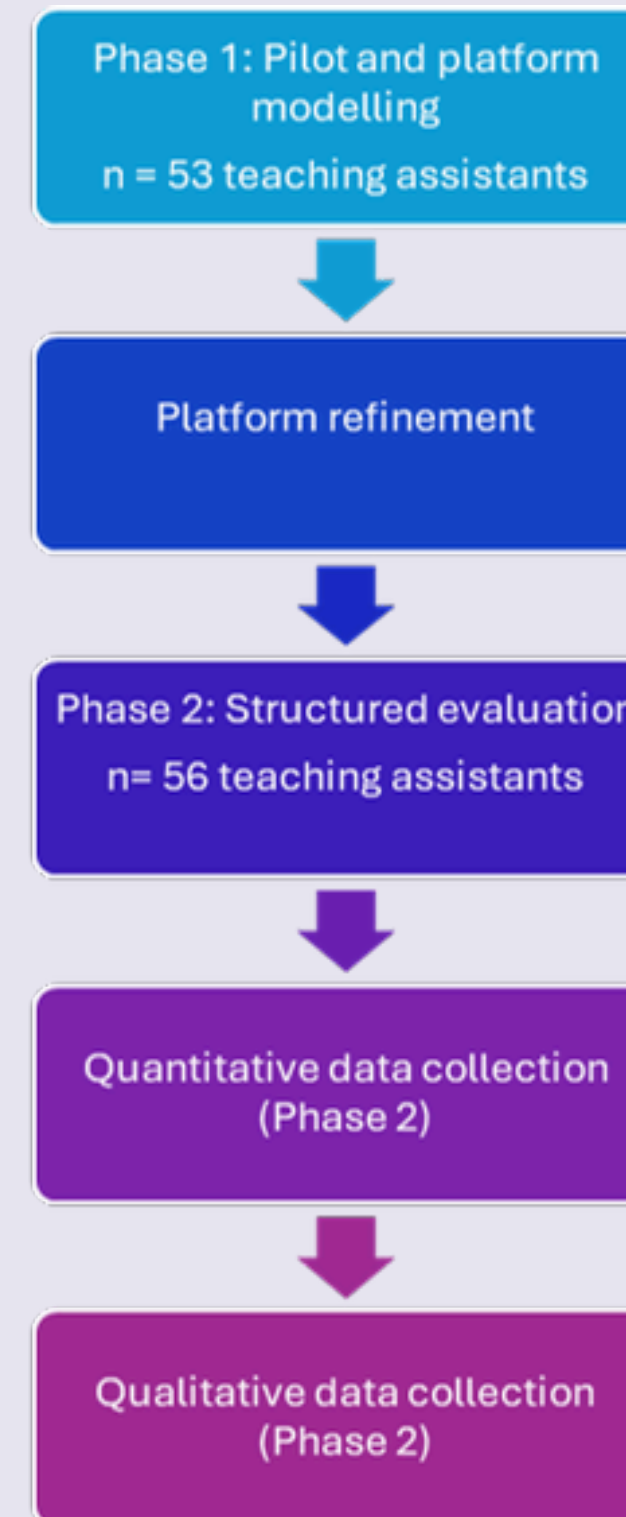 Phase 1: Pilot and platform
modelling
n = 53 teaching assistants
Platform refinement
Phase 2: Structured evaluation
n= 56 teaching assistants
Quantitative data collection
(Phase 2)
Qualitative data collection
(Phase 2)